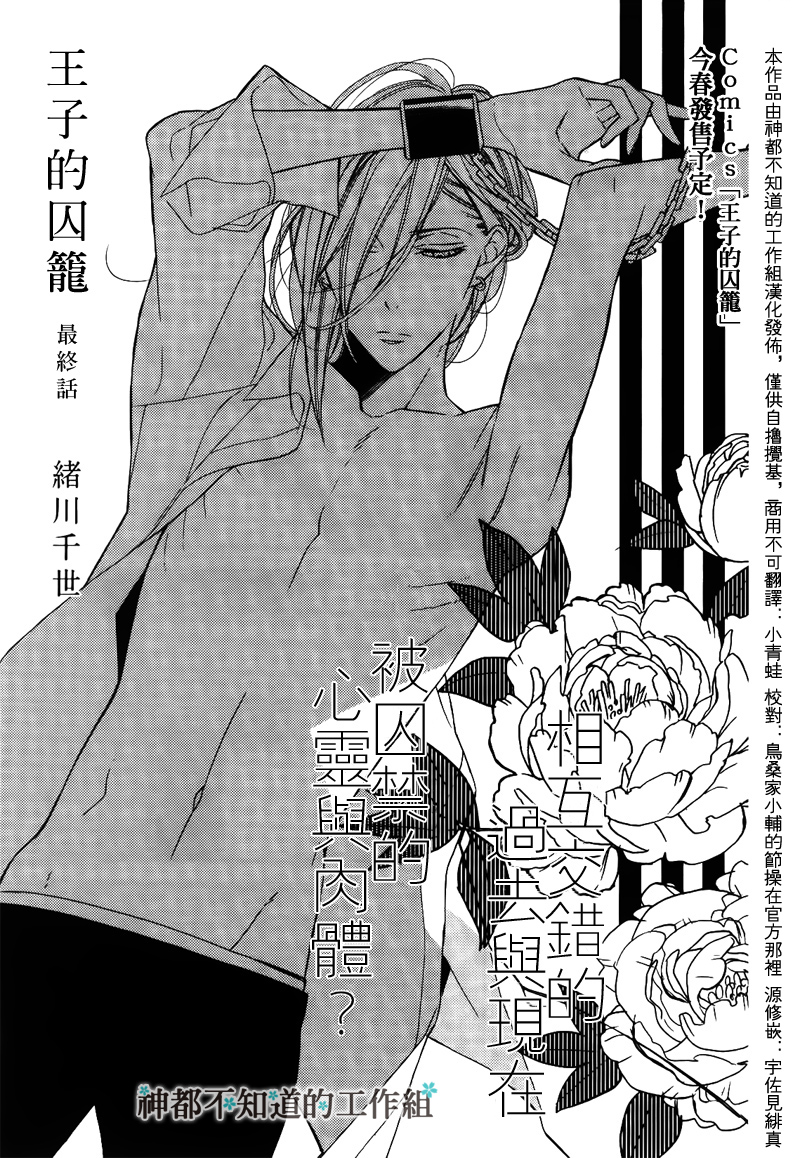 本作品由神都不知道的工作組漢化發佈，僅供自擼攪基，商用不可翻譯：小青蛙 校對：鳥桑家小輔的節操在官方那裡 源修嵌：宇佐見緋真
Comics「王子的囚籠」
今春發售予定！
王子的囚籠 最終話 緒川千世
相互交錯的
過去與現在
被囚禁的
心靈與肉體？
神都不知道的工作組